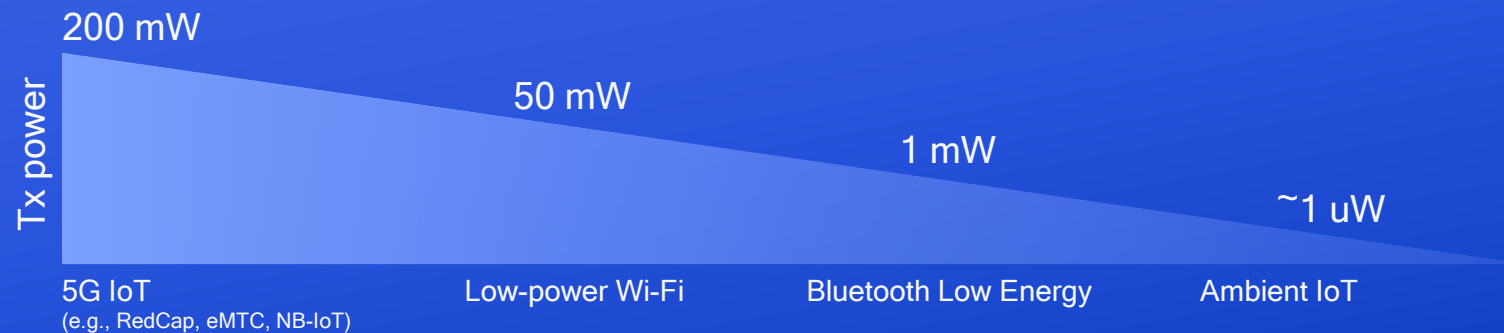 200 mW
Tx power
50 mW
1 mW
~1 uW
5G IoT
(e.g., RedCap, eMTC, NB-IoT)
Low-power Wi-Fi
Bluetooth Low Energy
Ambient IoT